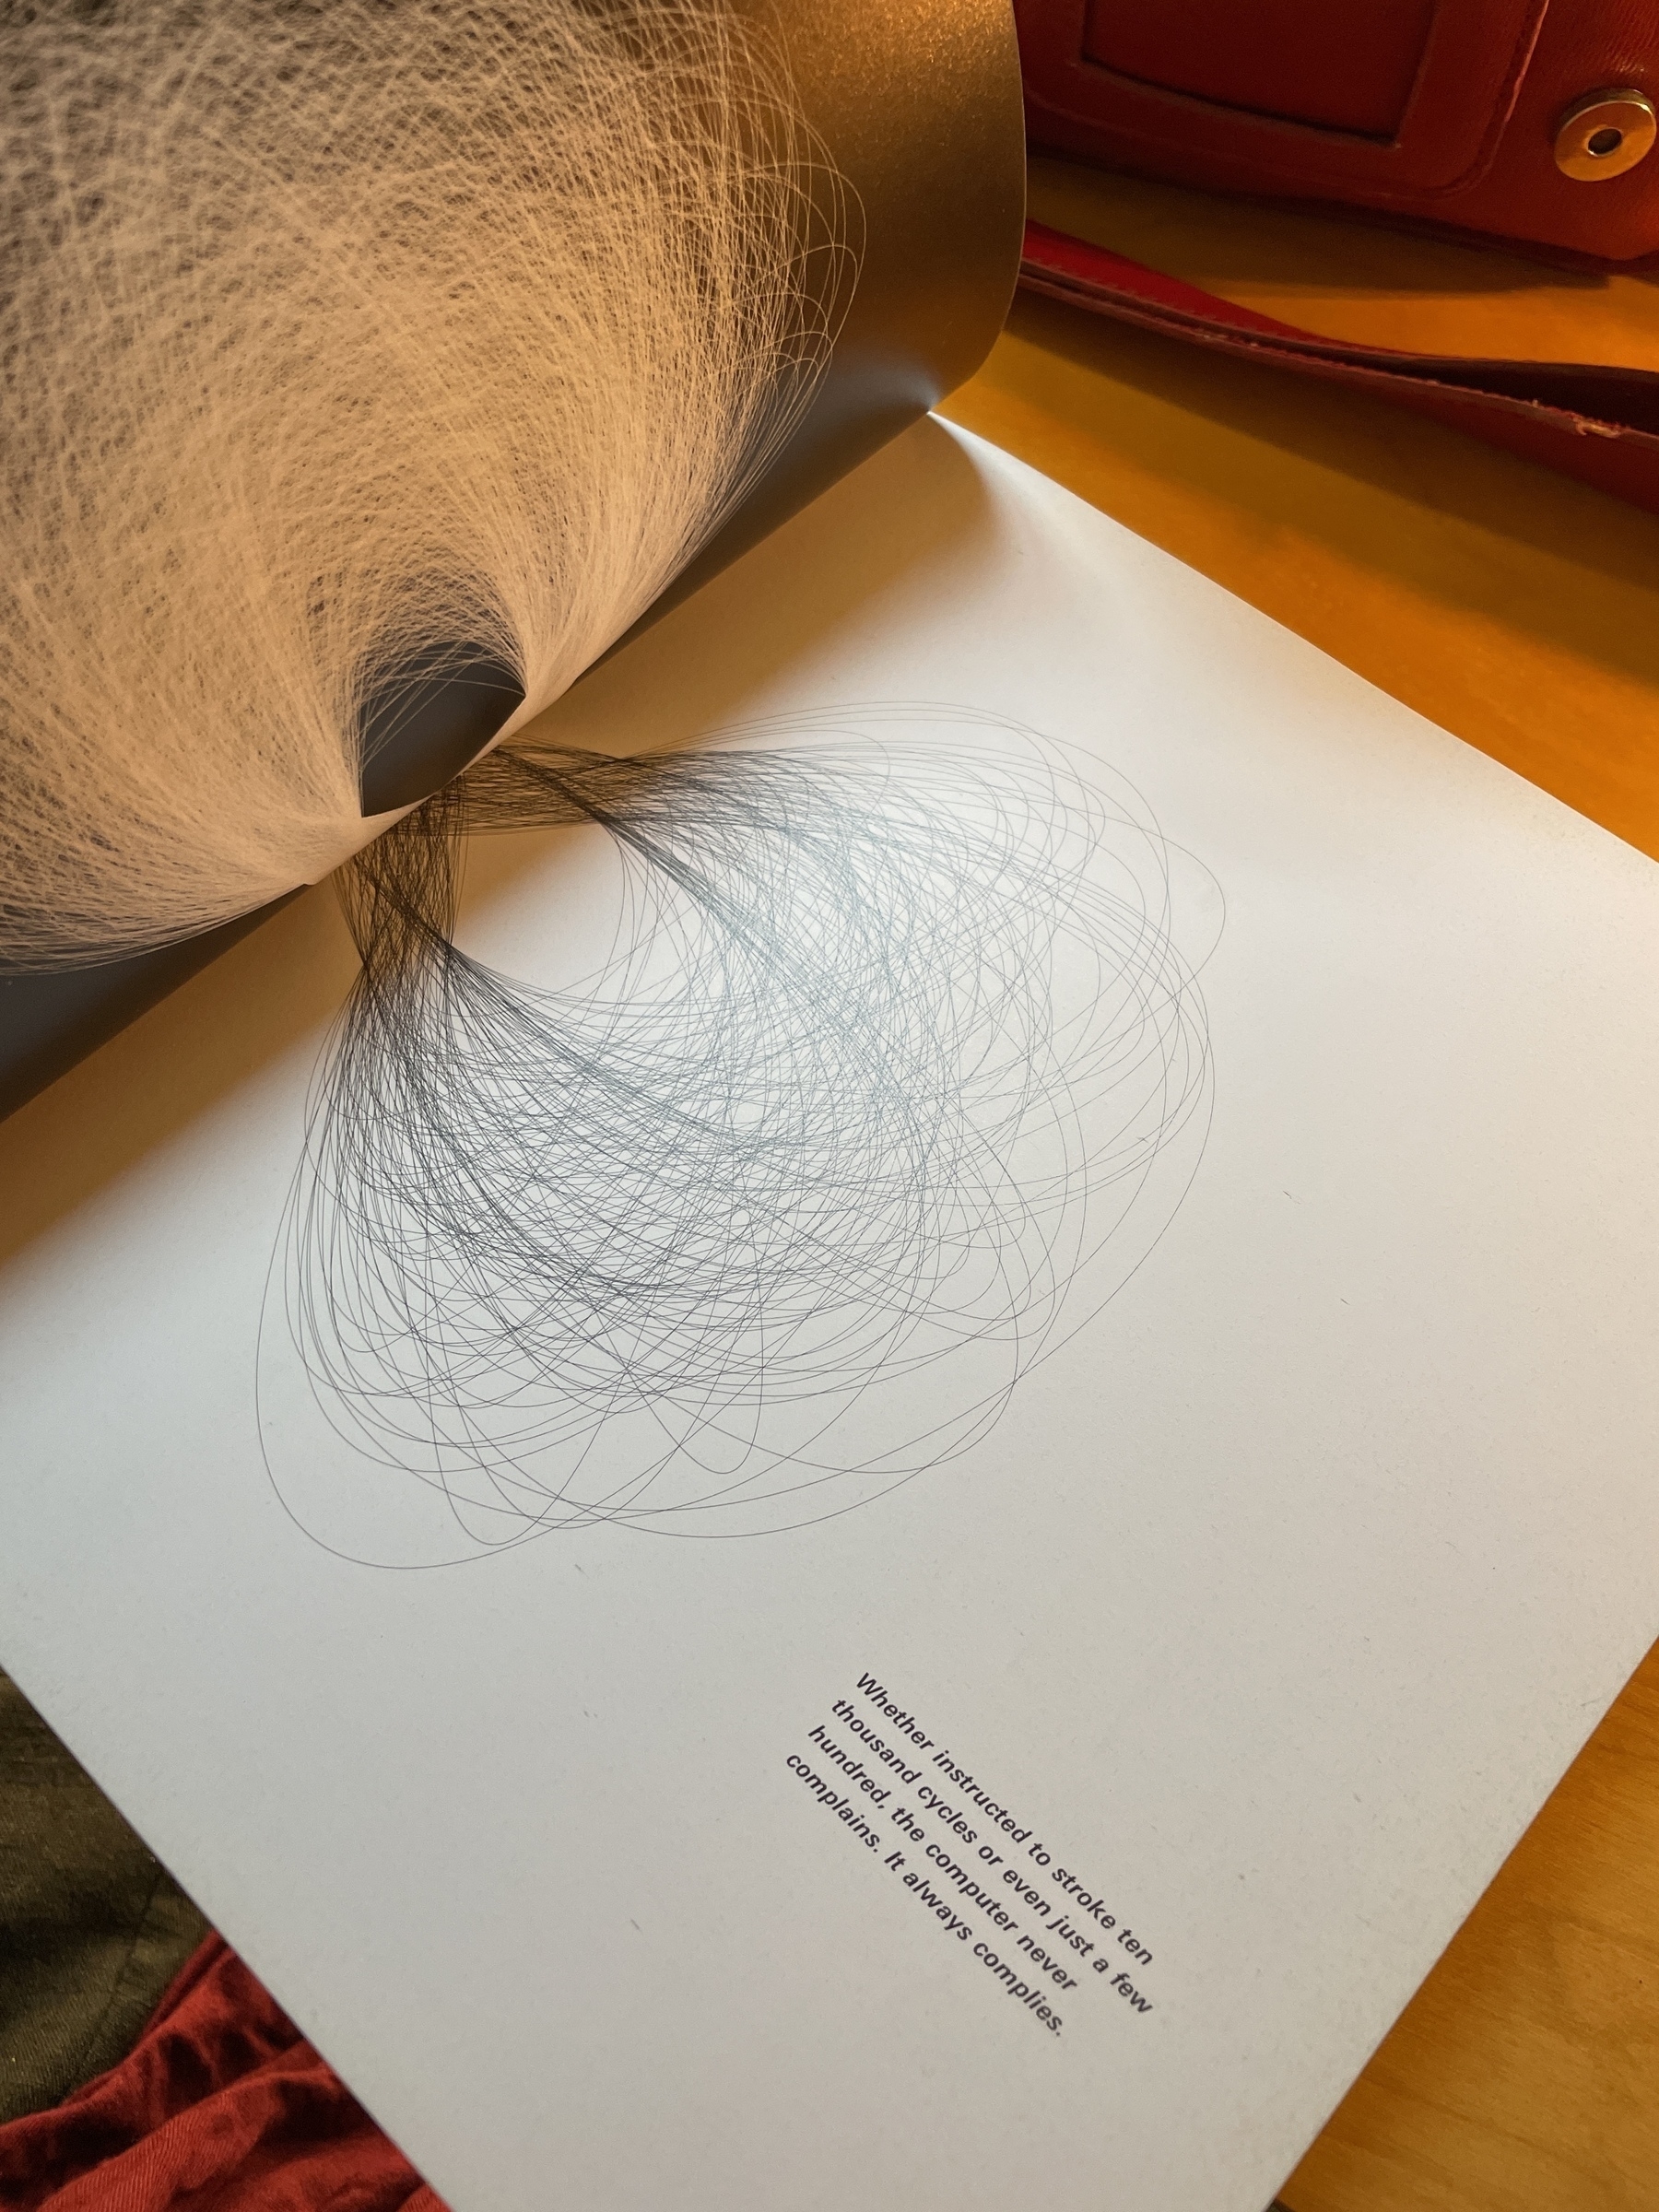 Whether instructed to stroke ten
thousand cycles or even just a few
hundred, the computer never
complains. It always complies.